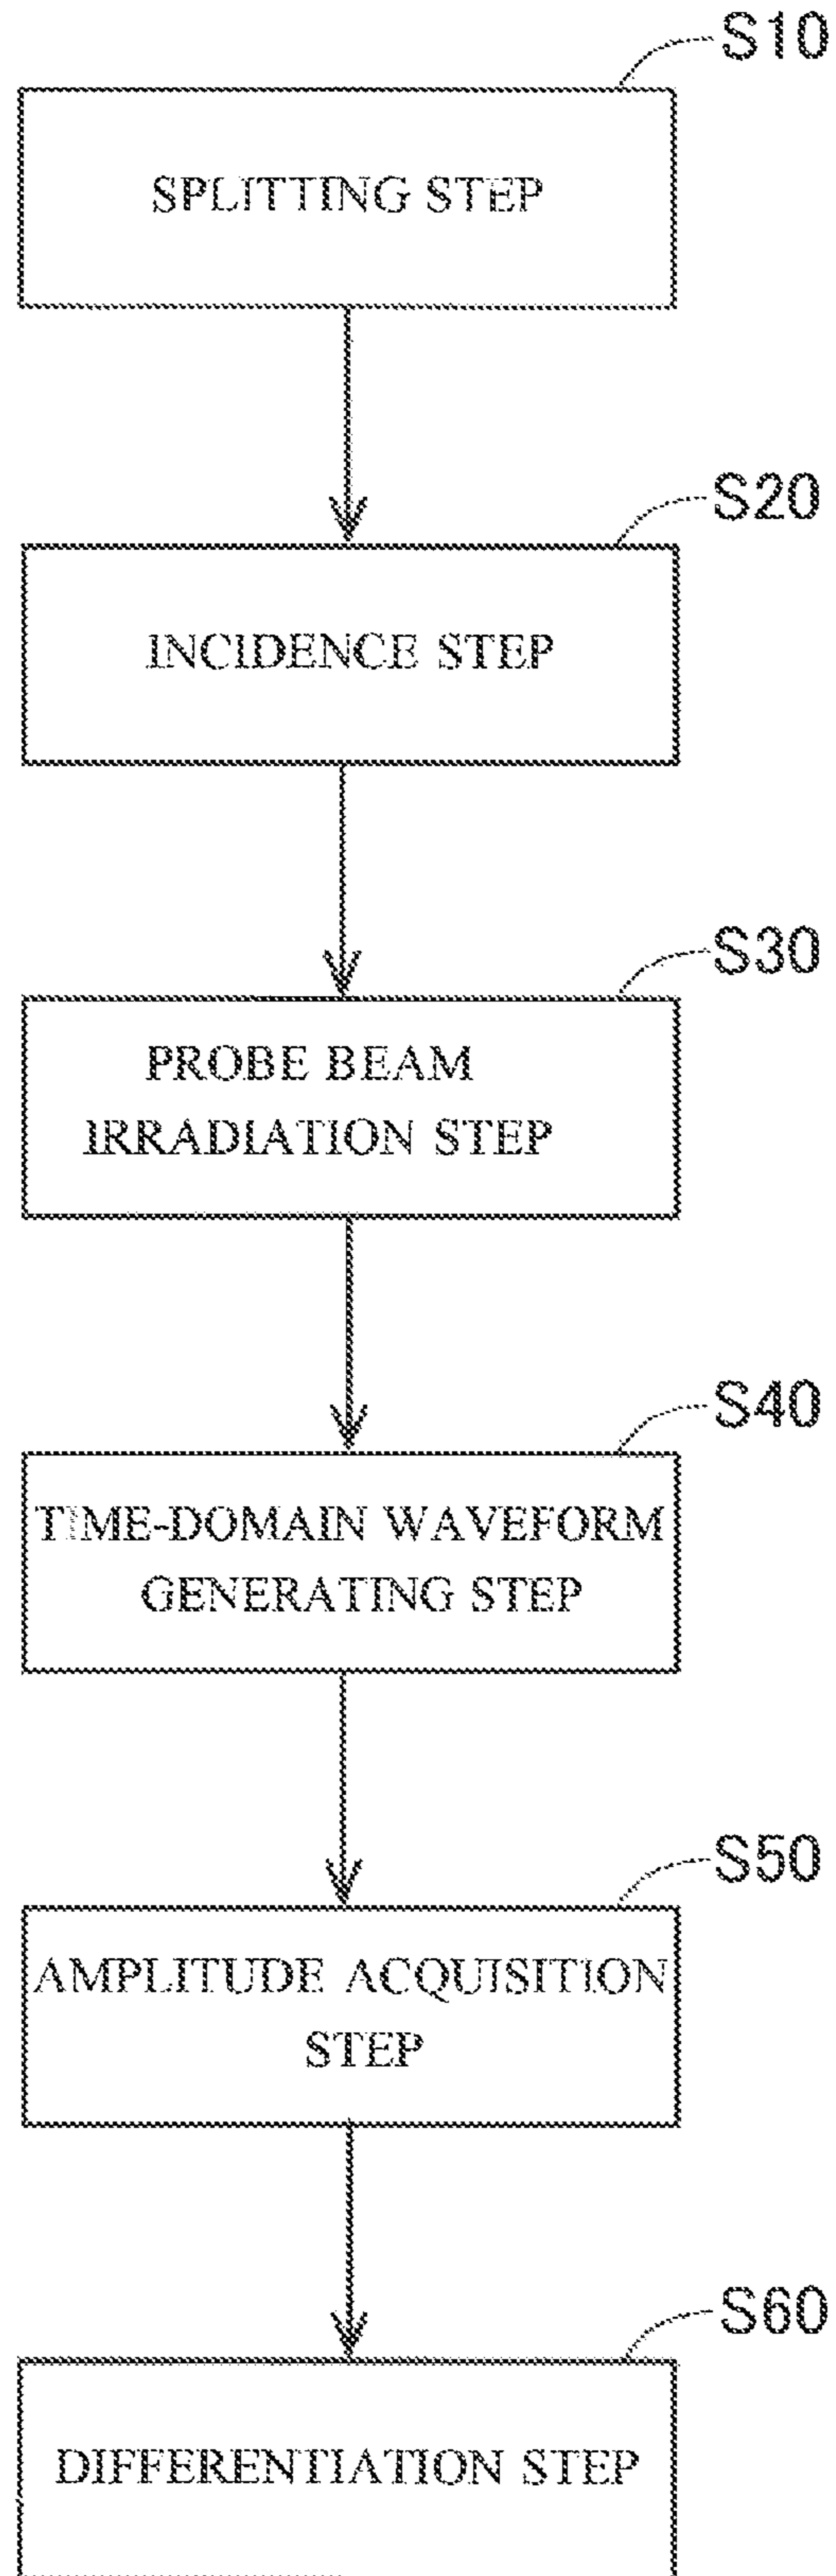 S10
SPLITTING STEP
S20
INCIDENCE STEP
S30
PROBE BEAM
IRRADIATION STEP
S40
TIME-DOMAIN WAVEFORM
GENERATING STEP
S50
AMPLITUDE ACQUISITION
STEP
S60
DIFFERENTIATION STEP